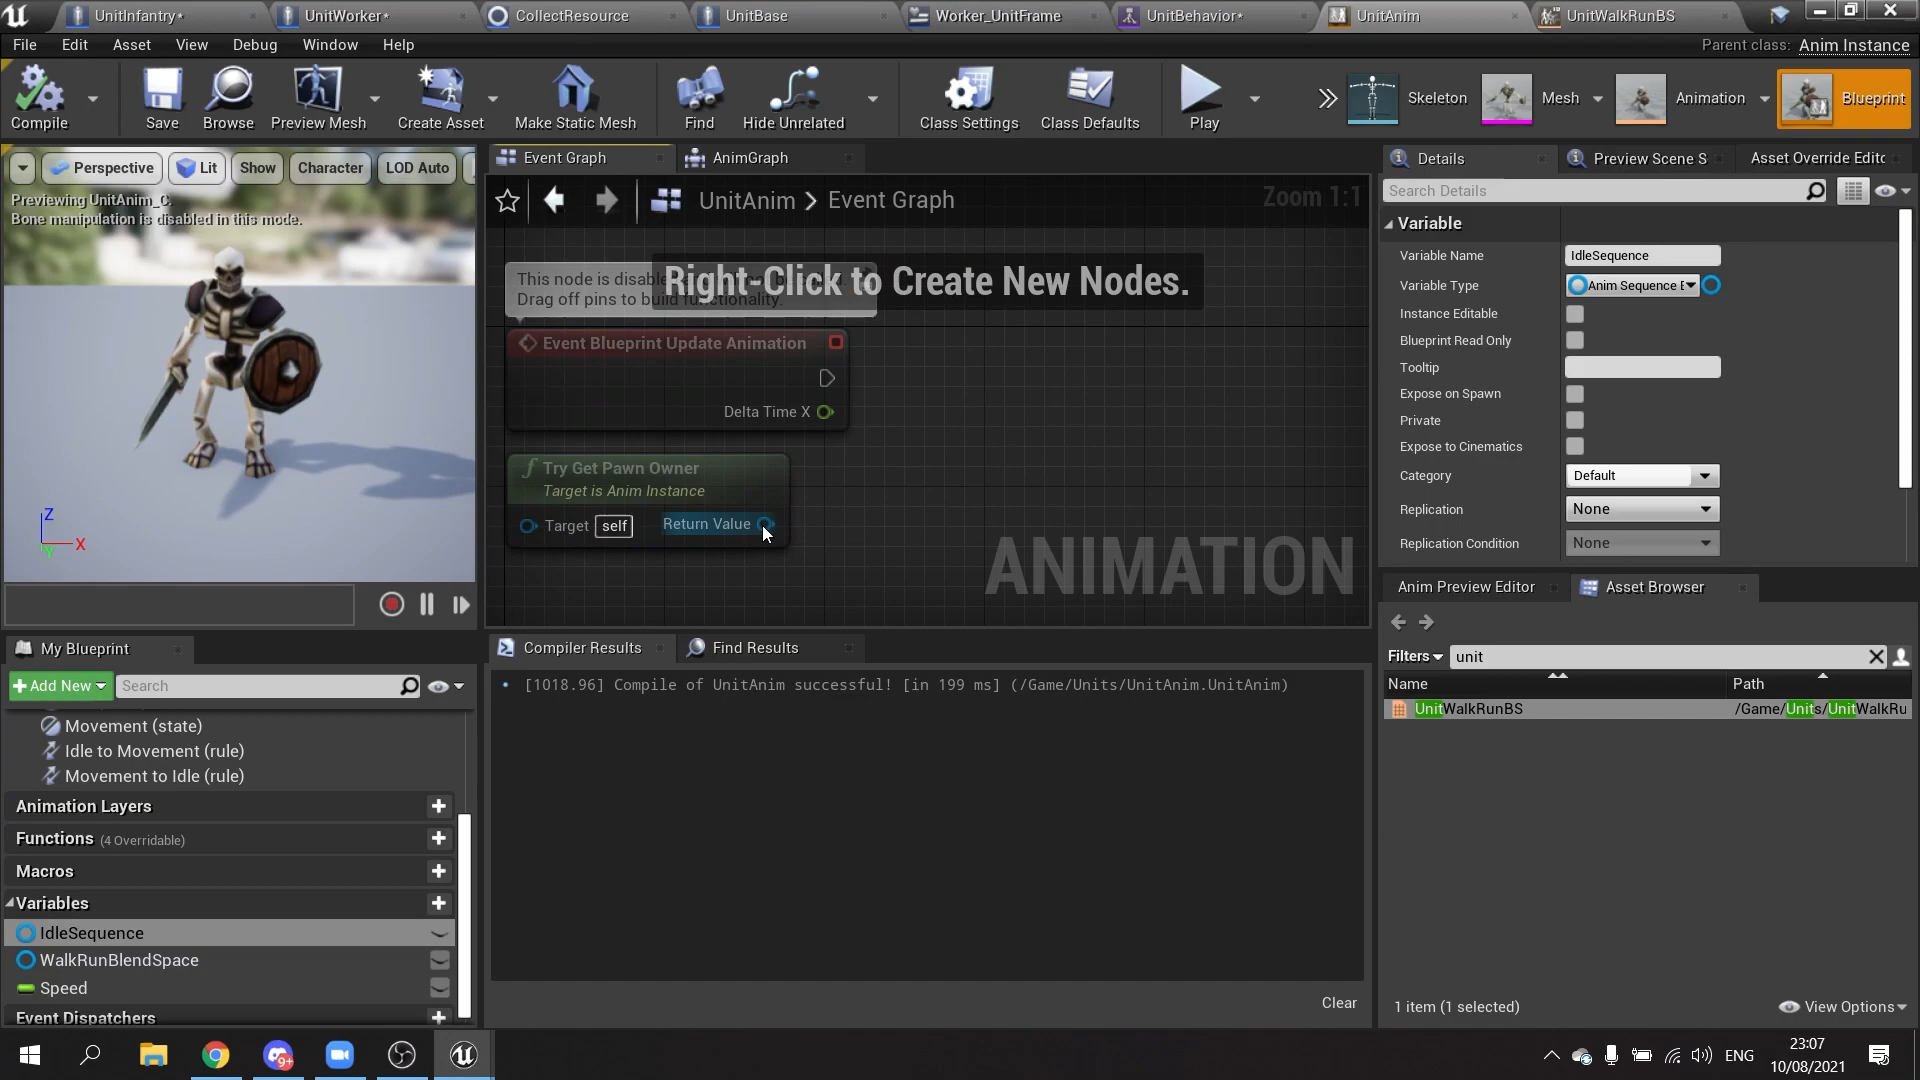 UnitInfantry*
UnitWorker*
CollectResource
UnitBase
Worker_UnitFrame
UnitBehavior*
UnitAnim
UnitWalkRunBS
File Edit Asset View Debug Window Help
Parent class: Anim Instance
Compile
Save
Browse
Preview Mesh
Create Asset
Make Static Mesh
Find
Hide Unrelated
Class Settings
Class Defaults
Play
Skeleton
Mesh
Animation
Blueprint
Perspective
Lit
Show
Character
LOD Auto
Previewing UnitAnim_C.
Bone manipulation is disabled in this mode.
Z
X
Y
Event Graph
AnimGraph
UnitAnim > Event Graph
Zoom 1:1
Right-Click to Create New Nodes.
This node is disable
Drag off pins to build functionality.
Event Blueprint Update Animation
Delta Time X
Try Get Pawn Owner
Target is Anim Instance
Target self
Return Value
ANIMATION
Details
Preview Scene S
Asset Override Edito
Search Details
Variable
Variable Name IdleSequence
Variable Type Anim Sequence
Instance Editable
Blueprint Read Only
Tooltip
Expose on Spawn
Private
Expose to Cinematics
Category Default
Replication None
Replication Condition None
My Blueprint
Add New
Search
Movement (state)
Idle to Movement (rule)
Movement to Idle (rule)
Animation Layers
Functions (4 Overridable)
Macros
Variables
IdleSequence
WalkRunBlendSpace
Speed
Event Dispatchers
Compiler Results
Find Results
[1018.96] Compile of UnitAnim successful! [in 199 ms] (/Game/Units/UnitAnim.UnitAnim)
Clear
Anim Preview Editor
Asset Browser
Filters
unit
Name Path
UnitWalkRunBS /Game/Units/UnitWalkRu
1 item (1 selected)
View Options
9+
ENG
23:07
10/08/2021